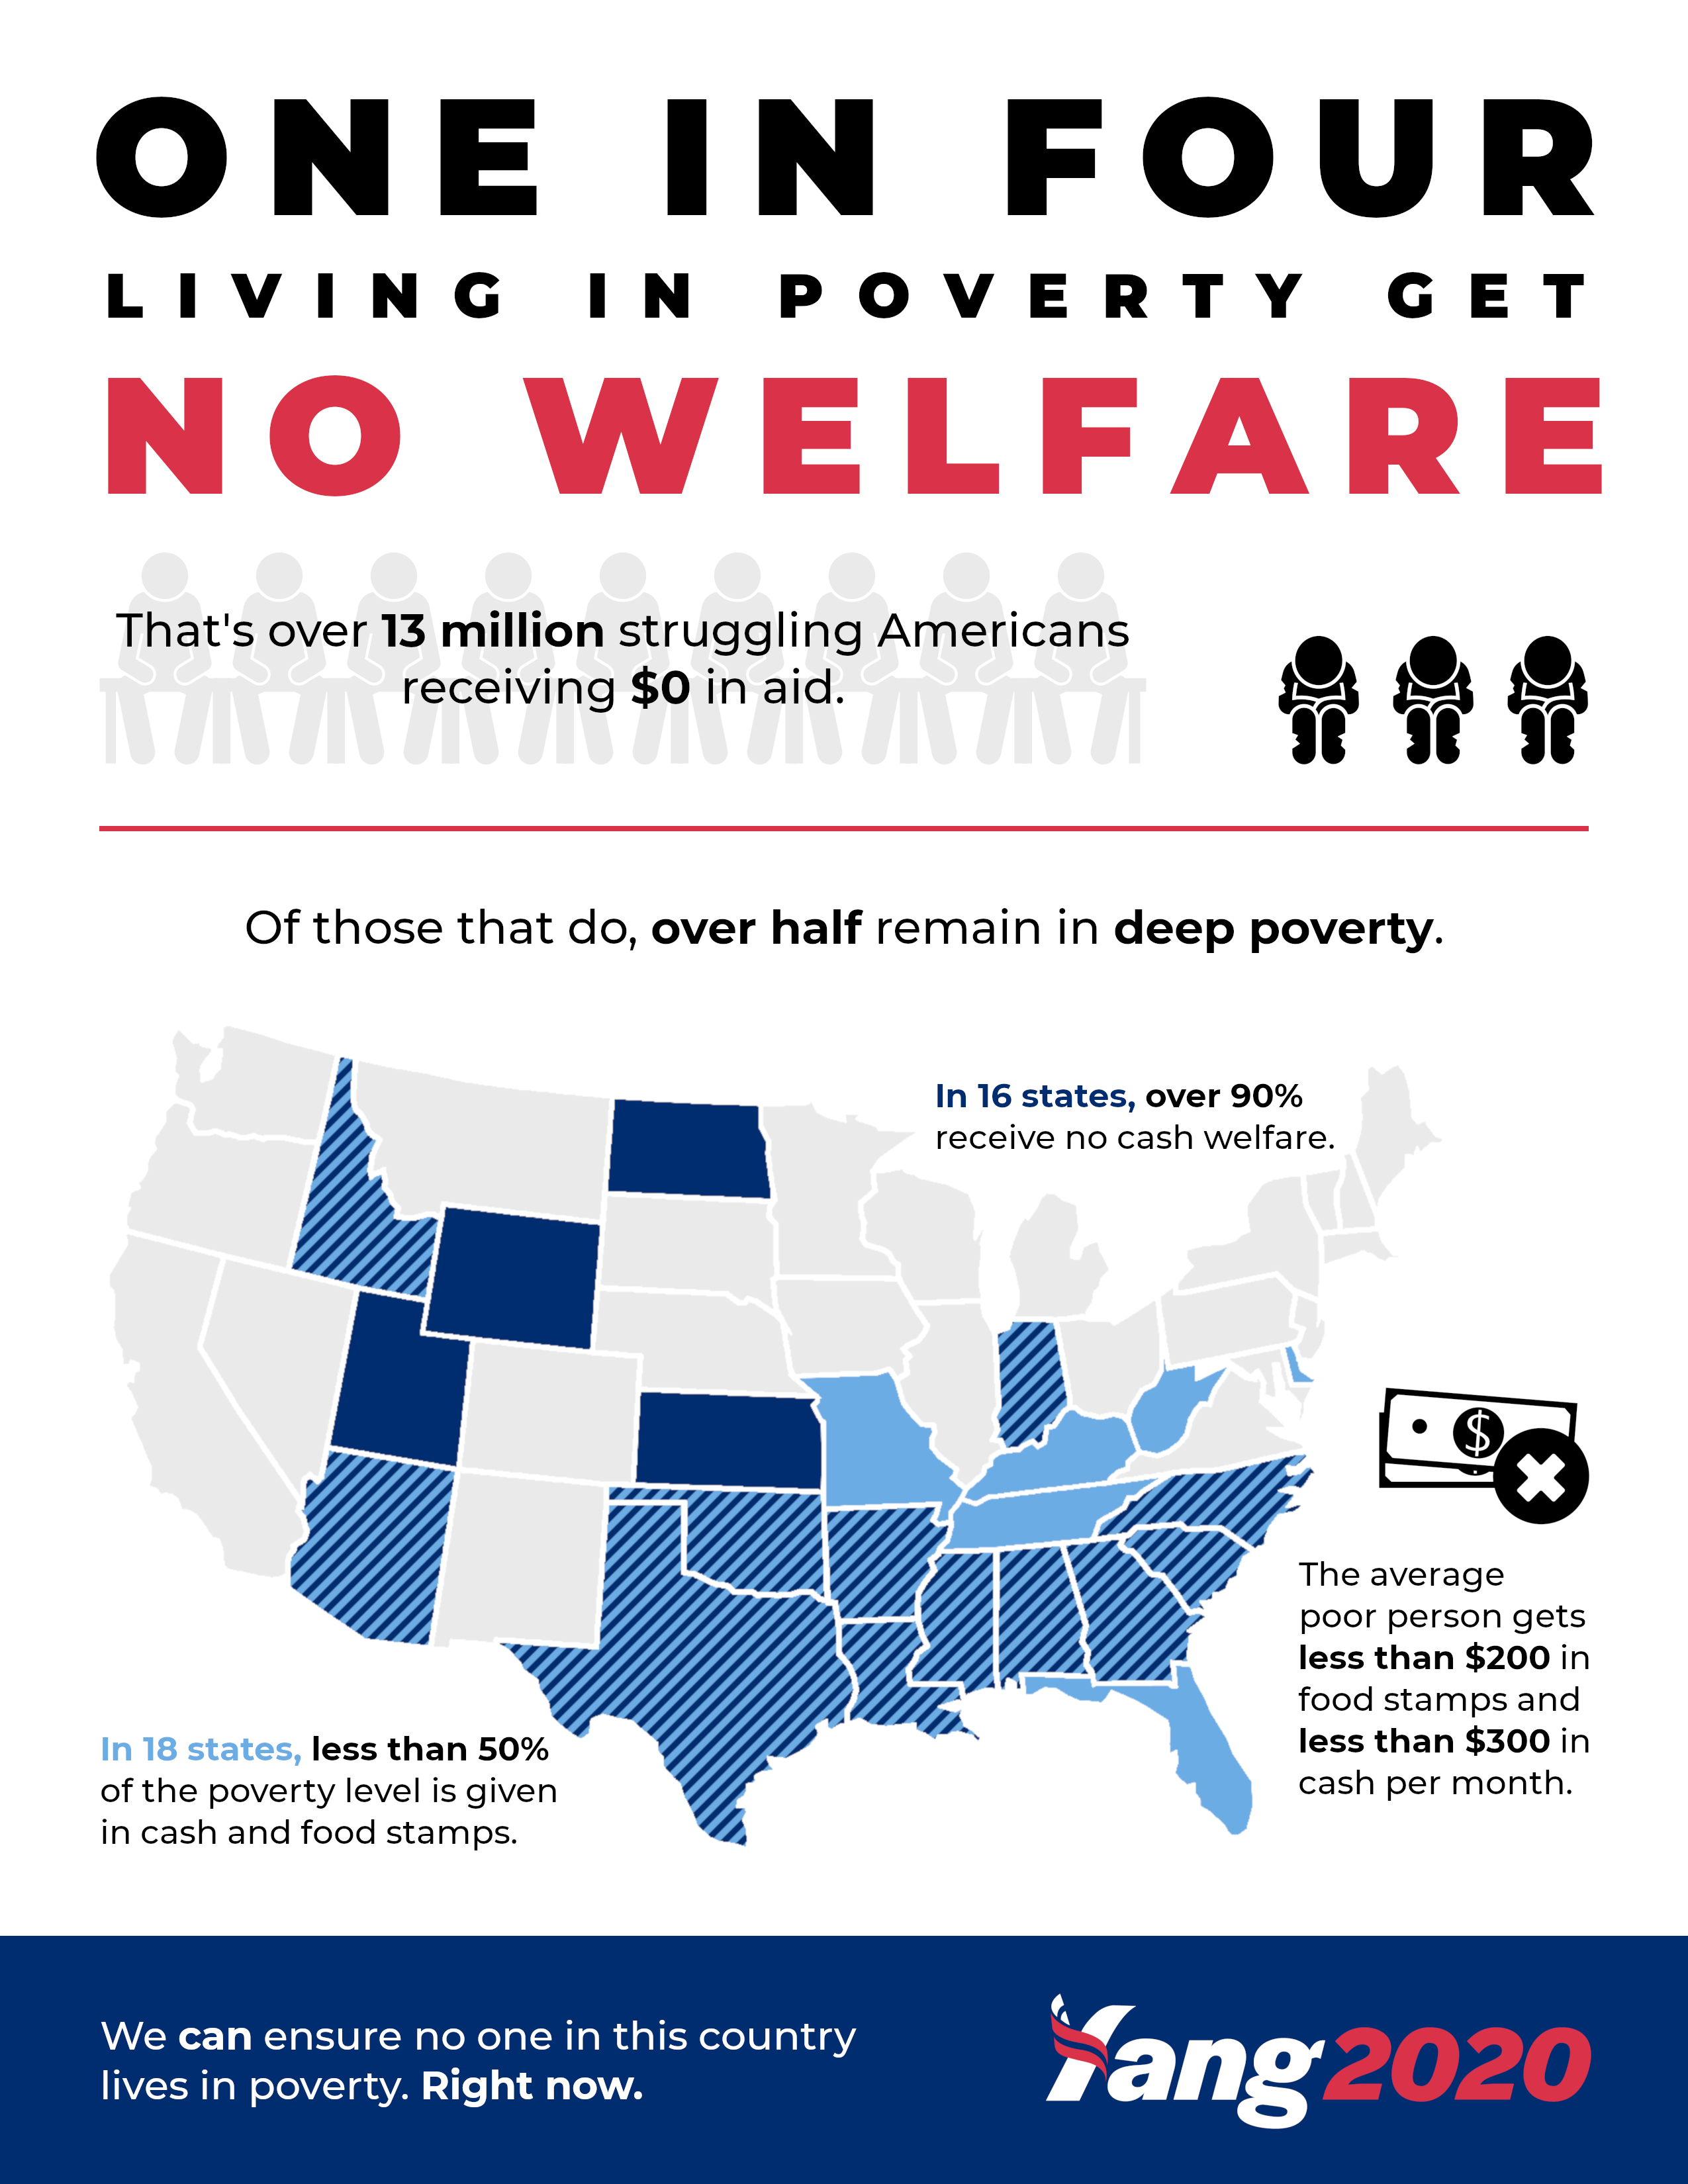 ONE IN FOUR
LIVING IN POVERTY GET
NO WELFARE
That's over 13 million struggling Americans
receiving $0 in aid.
Of those that do, over half remain in deep poverty.
In 16 states, over 90%
receive no cash welfare.
$
The average
poor person gets
less than $200 in
food stamps and
less than $300 in
cash per month.
In 18 states, less than 50%
of the poverty level is given
in cash and food stamps.
We can ensure no one in this country
lives in poverty. Right now.
Yang2020